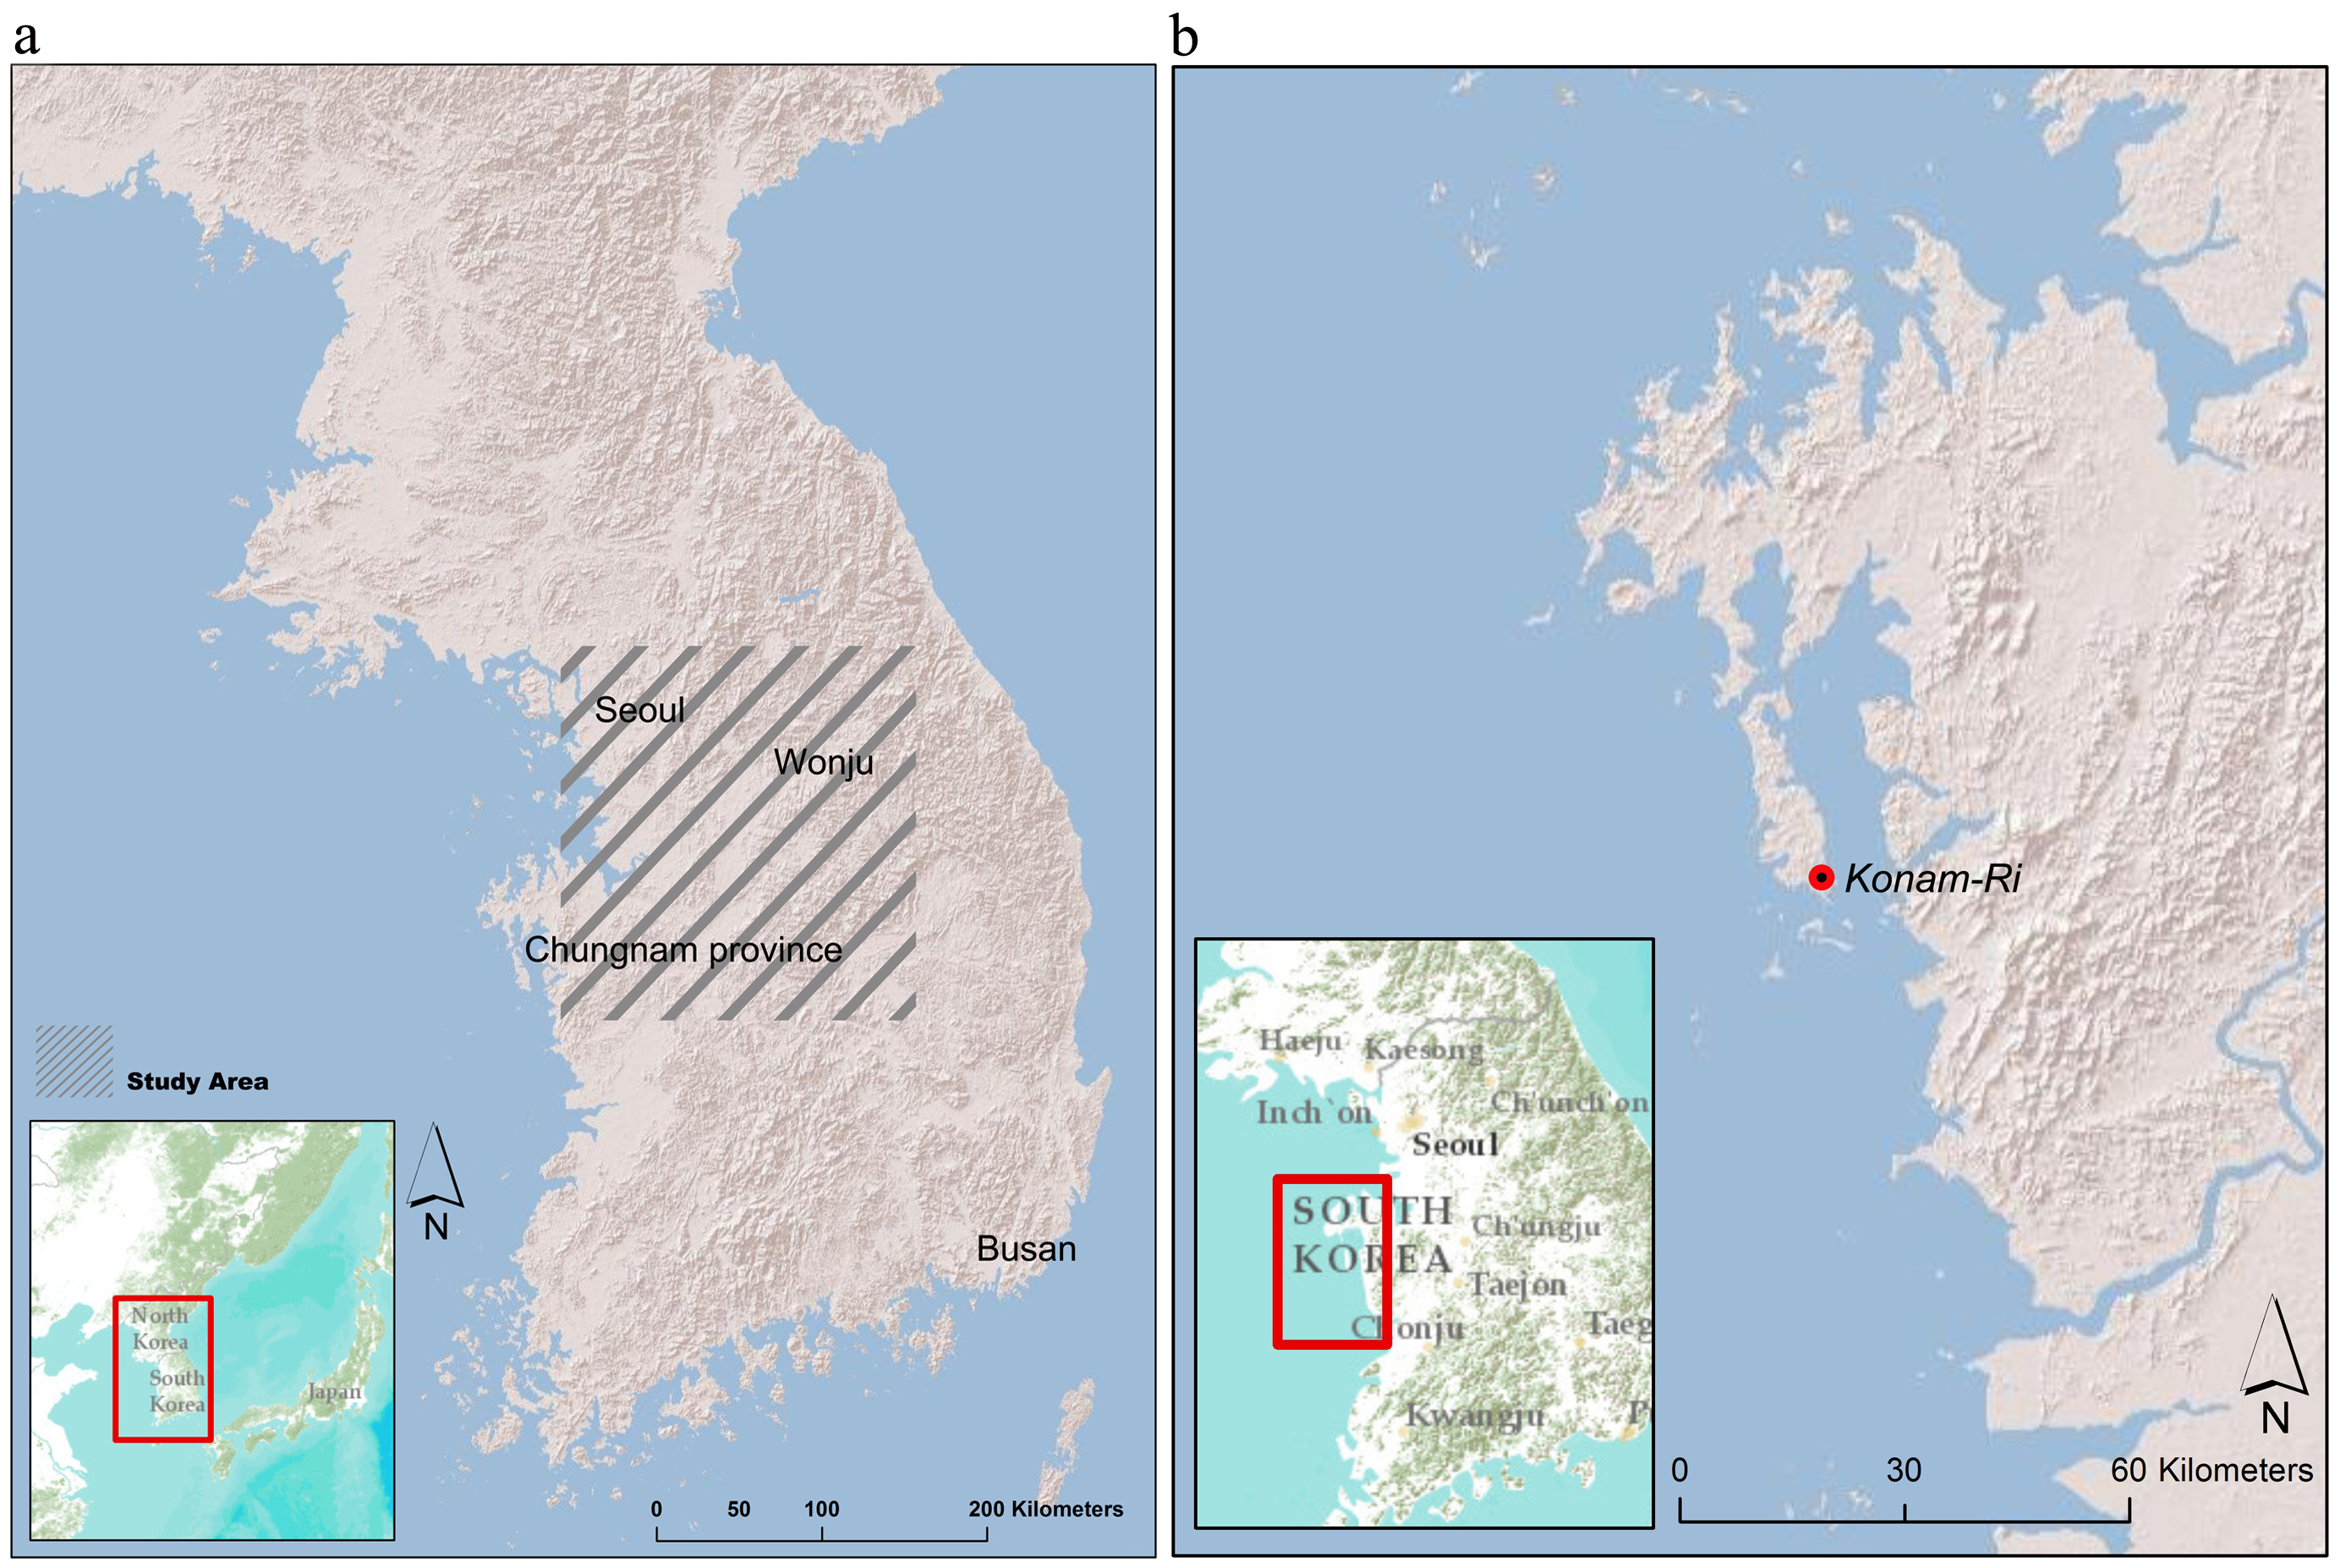 a
Seoul
Wonju
Chungnam province
Study Area
North
Korea
South
Korea
Japan
N
Busan
0 50 100 200 Kilometers
b
Konam-Ri
Haeju
Kaesong
Inch`on
Ch'unch'on
Seoul
SOUTH
KOREA
Ch'ungju
Taejon
Chonju
Taeg
Kwangju
P
N
0 30 60 Kilometers